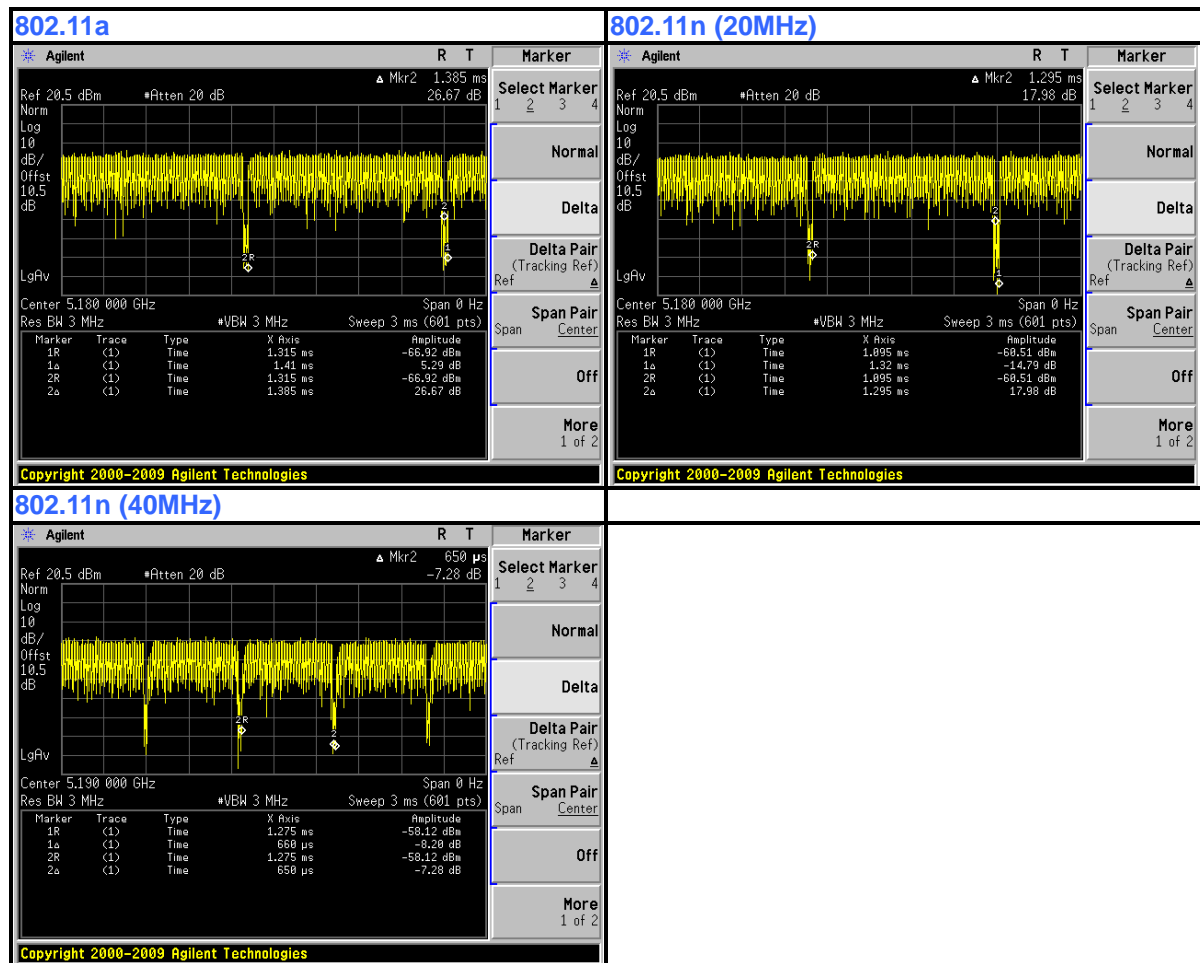 802.11a
Agilent R T Marker
Δ Mkr2 1.385 ms
Ref 20.5 dBm #Atten 20 dB 26.67 dB
Norm
Log
10
dB/
Offst
10.5
dB
2
1
2R
LgAv
Center 5.180 000 GHz Span 0 Hz
Res BW 3 MHz #VBW 3 MHz Sweep 3 ms (601 pts)
Marker Trace Type X Axis Amplitude
1R (1) Time 1.315 ms -66.92 dBm
1Δ (1) Time 1.41 ms 5.29 dB
2R (1) Time 1.315 ms -66.92 dBm
2Δ (1) Time 1.385 ms 26.67 dB
Select Marker
1 2 3 4
Normal
Delta
Delta Pair
(Tracking Ref)
Ref Δ
Span Pair
Span Center
Off
More
1 of 2
Copyright 2000-2009 Agilent Technologies
802.11n (20MHz)
Agilent R T Marker
Δ Mkr2 1.295 ms
Ref 20.5 dBm #Atten 20 dB 17.98 dB
Norm
Log
10
dB/
Offst
10.5
dB
2
2R
1
LgAv
Center 5.180 000 GHz Span 0 Hz
Res BW 3 MHz #VBW 3 MHz Sweep 3 ms (601 pts)
Marker Trace Type X Axis Amplitude
1R (1) Time 1.095 ms -60.51 dBm
1Δ (1) Time 1.32 ms -14.79 dB
2R (1) Time 1.095 ms -60.51 dBm
2Δ (1) Time 1.295 ms 17.98 dB
Select Marker
1 2 3 4
Normal
Delta
Delta Pair
(Tracking Ref)
Ref Δ
Span Pair
Span Center
Off
More
1 of 2
Copyright 2000-2009 Agilent Technologies
802.11n (40MHz)
Agilent R T Marker
Δ Mkr2 650 µs
Ref 20.5 dBm #Atten 20 dB -7.28 dB
Norm
Log
10
dB/
Offst
10.5
dB
2R
2
LgAv
Center 5.190 000 GHz Span 0 Hz
Res BW 3 MHz #VBW 3 MHz Sweep 3 ms (601 pts)
Marker Trace Type X Axis Amplitude
1R (1) Time 1.275 ms -58.12 dBm
1Δ (1) Time 660 µs -8.20 dB
2R (1) Time 1.275 ms -58.12 dBm
2Δ (1) Time 650 µs -7.28 dB
Select Marker
1 2 3 4
Normal
Delta
Delta Pair
(Tracking Ref)
Ref Δ
Span Pair
Span Center
Off
More
1 of 2
Copyright 2000-2009 Agilent Technologies